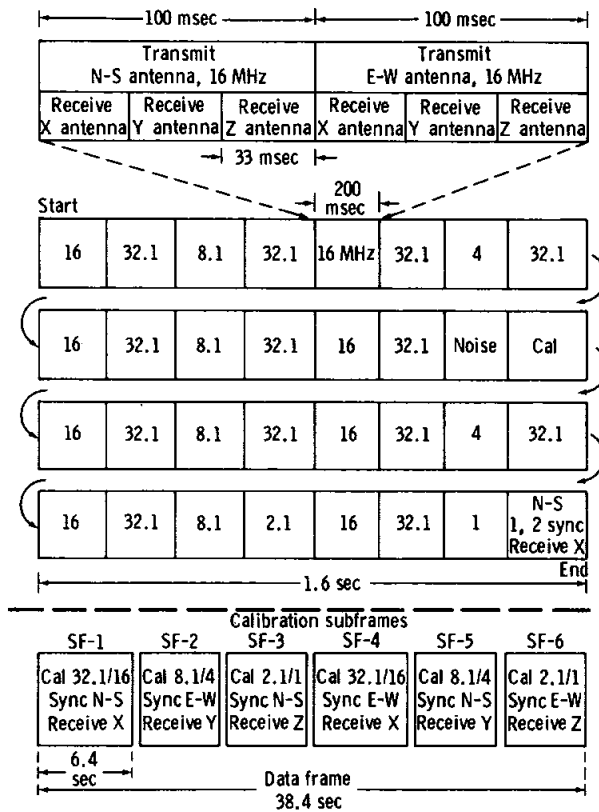 100 msec 100 msec
Transmit Transmit
N-S antenna, 16 MHz E-W antenna, 16 MHz
Receive Receive Receive Receive Receive Receive
X antenna Y antenna Z antenna X antenna Y antenna Z antenna
33 msec
200
msec
Start
16 32.1 8.1 32.1 16 MHz 32.1 4 32.1
16 32.1 8.1 32.1 16 32.1 Noise Cal
16 32.1 8.1 32.1 16 32.1 4 32.1
N-S
16 32.1 8.1 2.1 16 32.1 1 1, 2 sync
Receive X
End
1.6 sec
Calibration subframes
SF-1 SF-2 SF-3 SF-4 SF-5 SF-6
Cal 32.1/16 Cal 8.1/4 Cal 2.1/1 Cal 32.1/16 Cal 8.1/4 Cal 2.1/1
Sync N-S Sync E-W Sync N-S Sync E-W Sync N-S Sync E-W
Receive X Receive Y Receive Z Receive X Receive Y Receive Z
6.4
sec
Data frame
38.4 sec